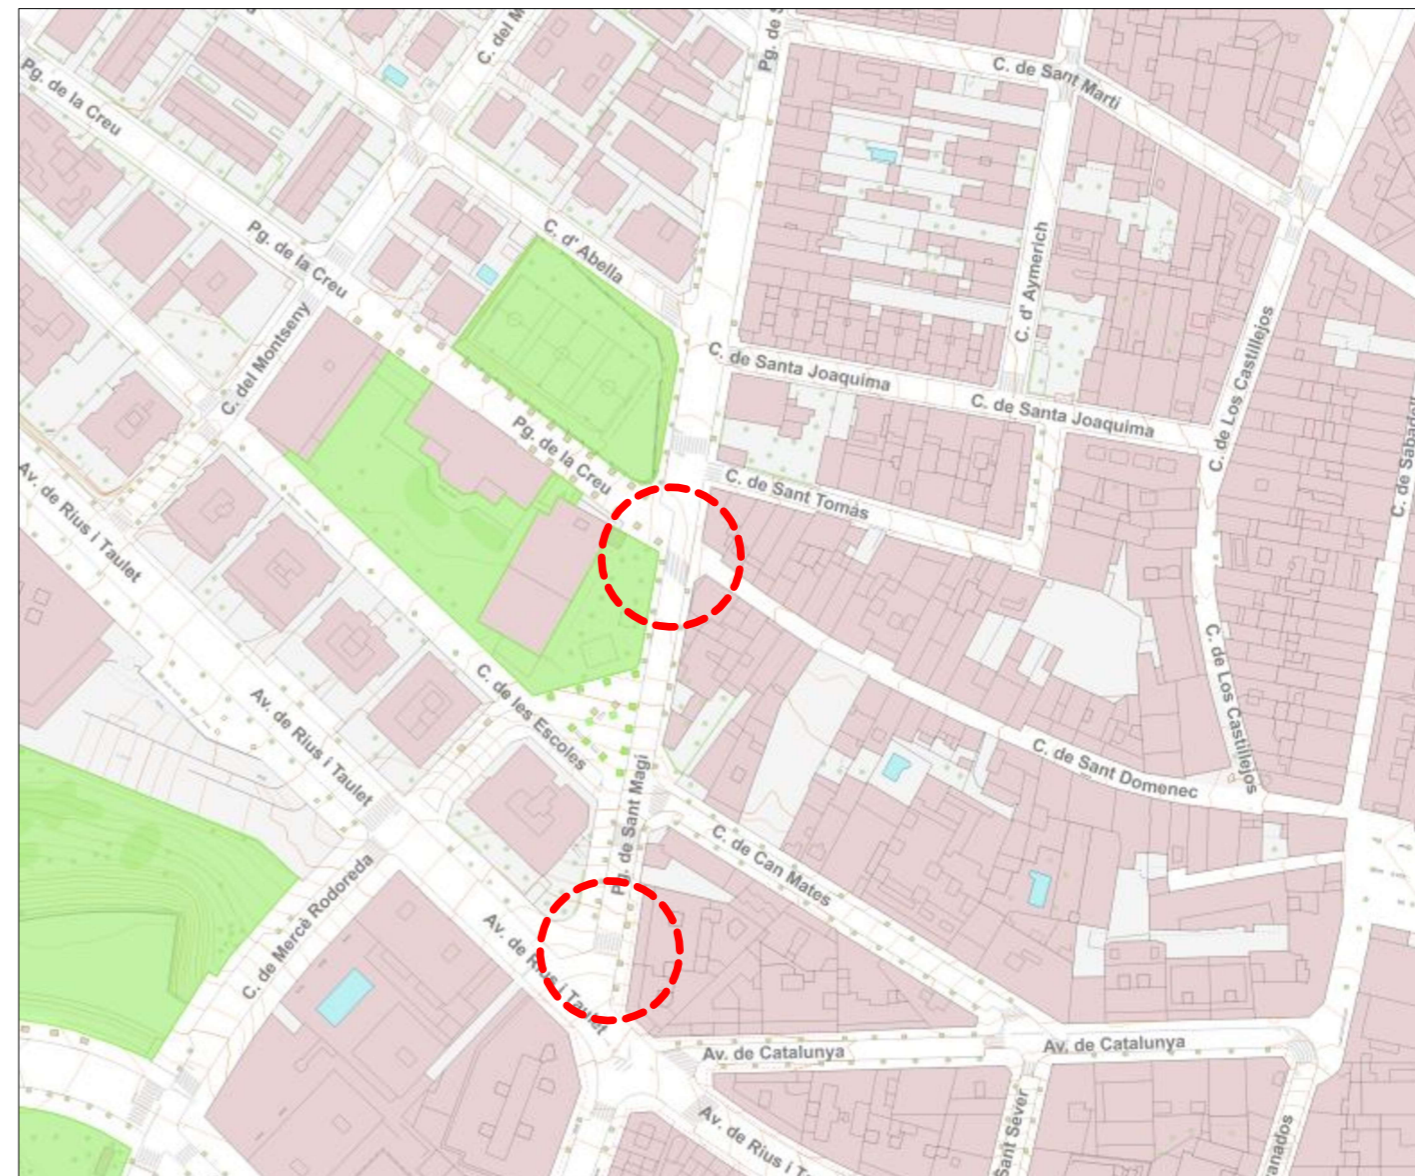 C. del M
Pg. de S
C. de Sant Marti
Pg. de la Creu
Pg. de la Creu
C. d' Abella
C. d' Aymerich
C. del Montseny
C. de Santa Joaquima
C. de Santa Joaquima
C. de Los Castillejos
C. de Sabadell
Pg. de la Creu
C. de Sant Tomàs
Av. de Rius i Taulet
C. de les Escoles
C. de Los Castillejos
Av. de Rius i Taulet
C. de Sant Domenec
Pg. de Sant Magi
C. de Can Mates
C. de Mercè Rodoreda
Av. de Rius i Taulet
Av. de Catalunya
Av. de Catalunya
Av. de Rius i T
Sant Sever
anados